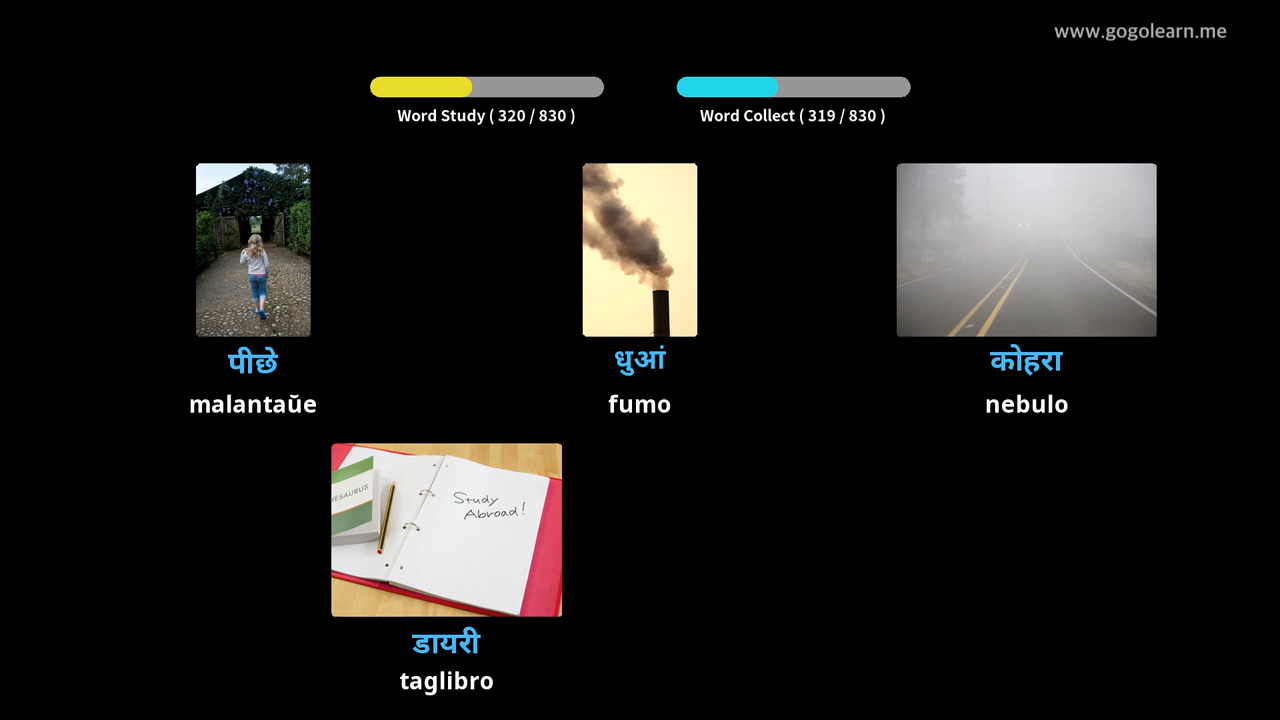 www.gogolearn.me
Word Study ( 320 / 830 )
Word Collect ( 319 / 830 )
पीछे
malantaŭe
धुआं
fumo
कोहरा
nebulo
ESAURUS
Study
Abroad!
डायरी
taglibro